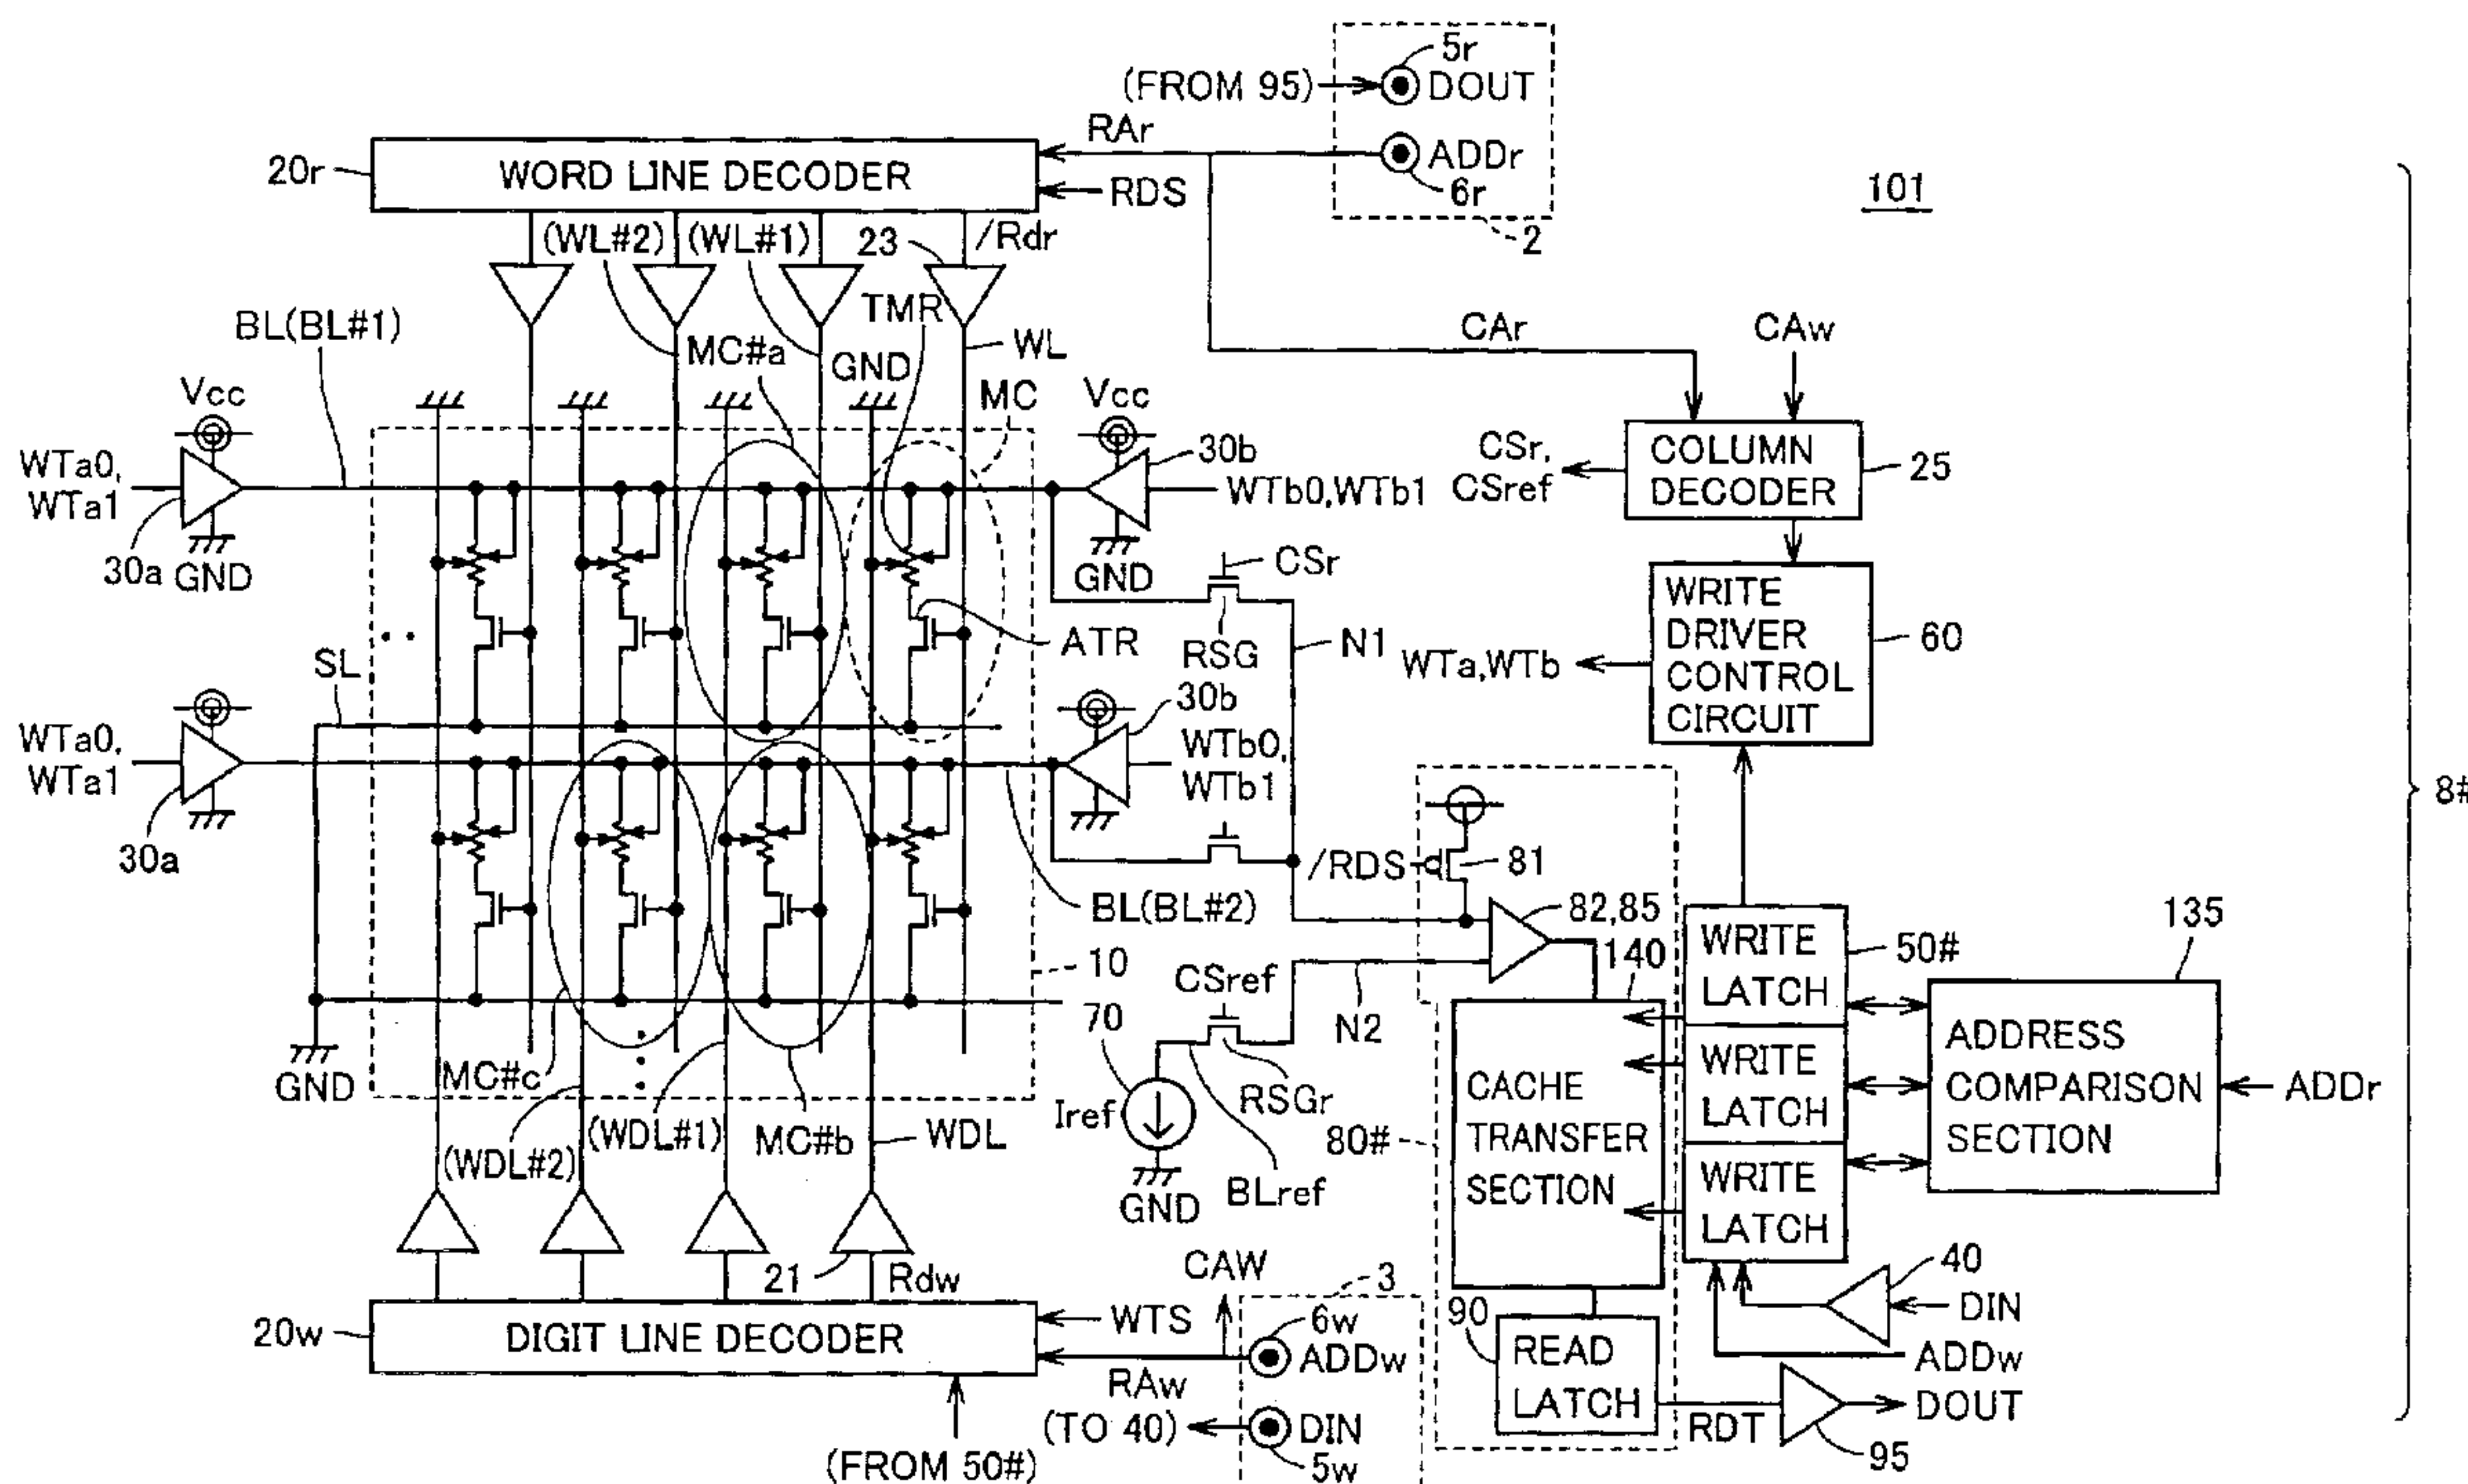 5r
(FROM 95)
DOUT
RAr
20r
WORD LINE DECODER
ADDr
RDS
6r
101
2
(WL#2)
(WL#1)
23
/Rdr
TMR
BL(BL#1)
CAr
CAw
MC#a
WL
GND
Vcc
MC
Vcc
WTa0,
WTa1
30b
WTb0,WTb1
CSr,
CSref
COLUMN
DECODER
25
30a
GND
GND
CSr
WRITE
DRIVER
CONTROL
CIRCUIT
60
ATR
RSG
N1
WTa,WTb
SL
30b
WTa0,
WTa1
WTb0,
WTb1
8#
30a
/RDS
81
BL(BL#2)
82,85
135
140
WRITE
LATCH
50#
10
CSref
70
N2
ADDRESS
COMPARISON
SECTION
WRITE
LATCH
GND
MC#c
Iref
RSGr
CACHE
TRANSFER
SECTION
ADDr
(WDL#2)
(WDL#1)
MC#b
WDL
80#
GND
BLref
WRITE
LATCH
21
Rdw
CAW
3
40
DIN
20w
DIGIT LINE DECODER
WTS
6w
ADDw
90
READ
LATCH
ADDw
RAw
(TO 40)
DIN
5w
RDT
DOUT
95
(FROM 50#)